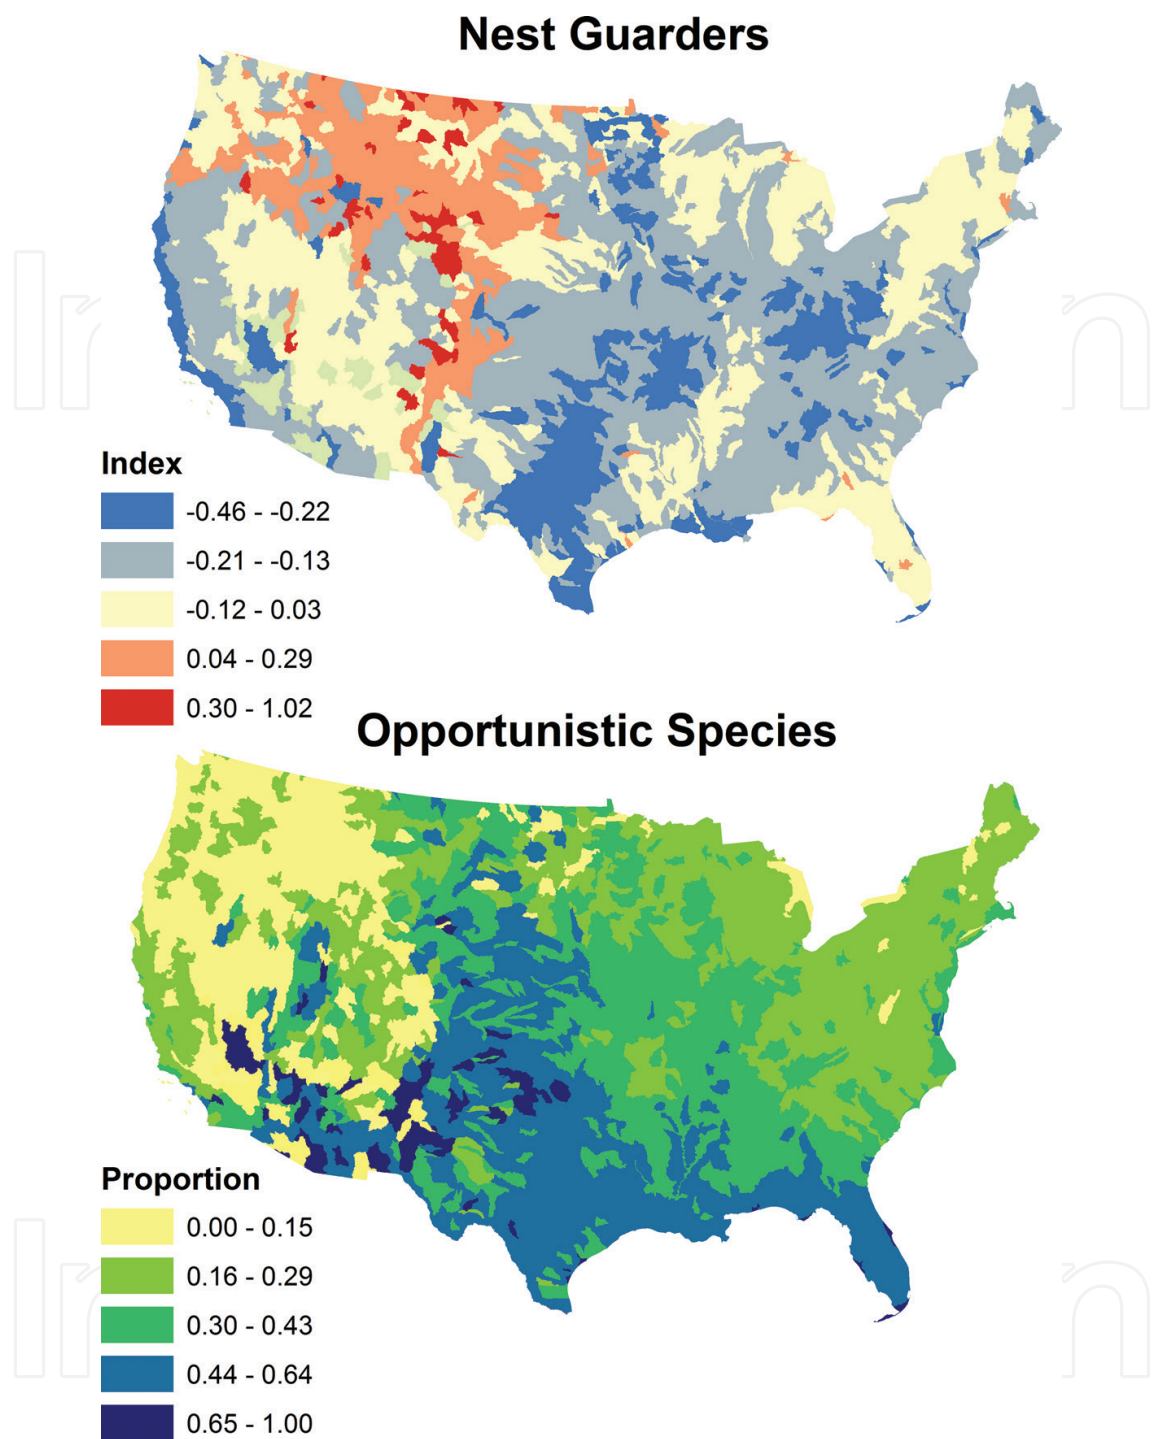 Nest Guarders
Index
-0.46 - -0.22
-0.21 - -0.13
-0.12 - 0.03
0.04 - 0.29
0.30 - 1.02
Opportunistic Species
Proportion
0.00 - 0.15
0.16 - 0.29
0.30 - 0.43
0.44 - 0.64
0.65 - 1.00